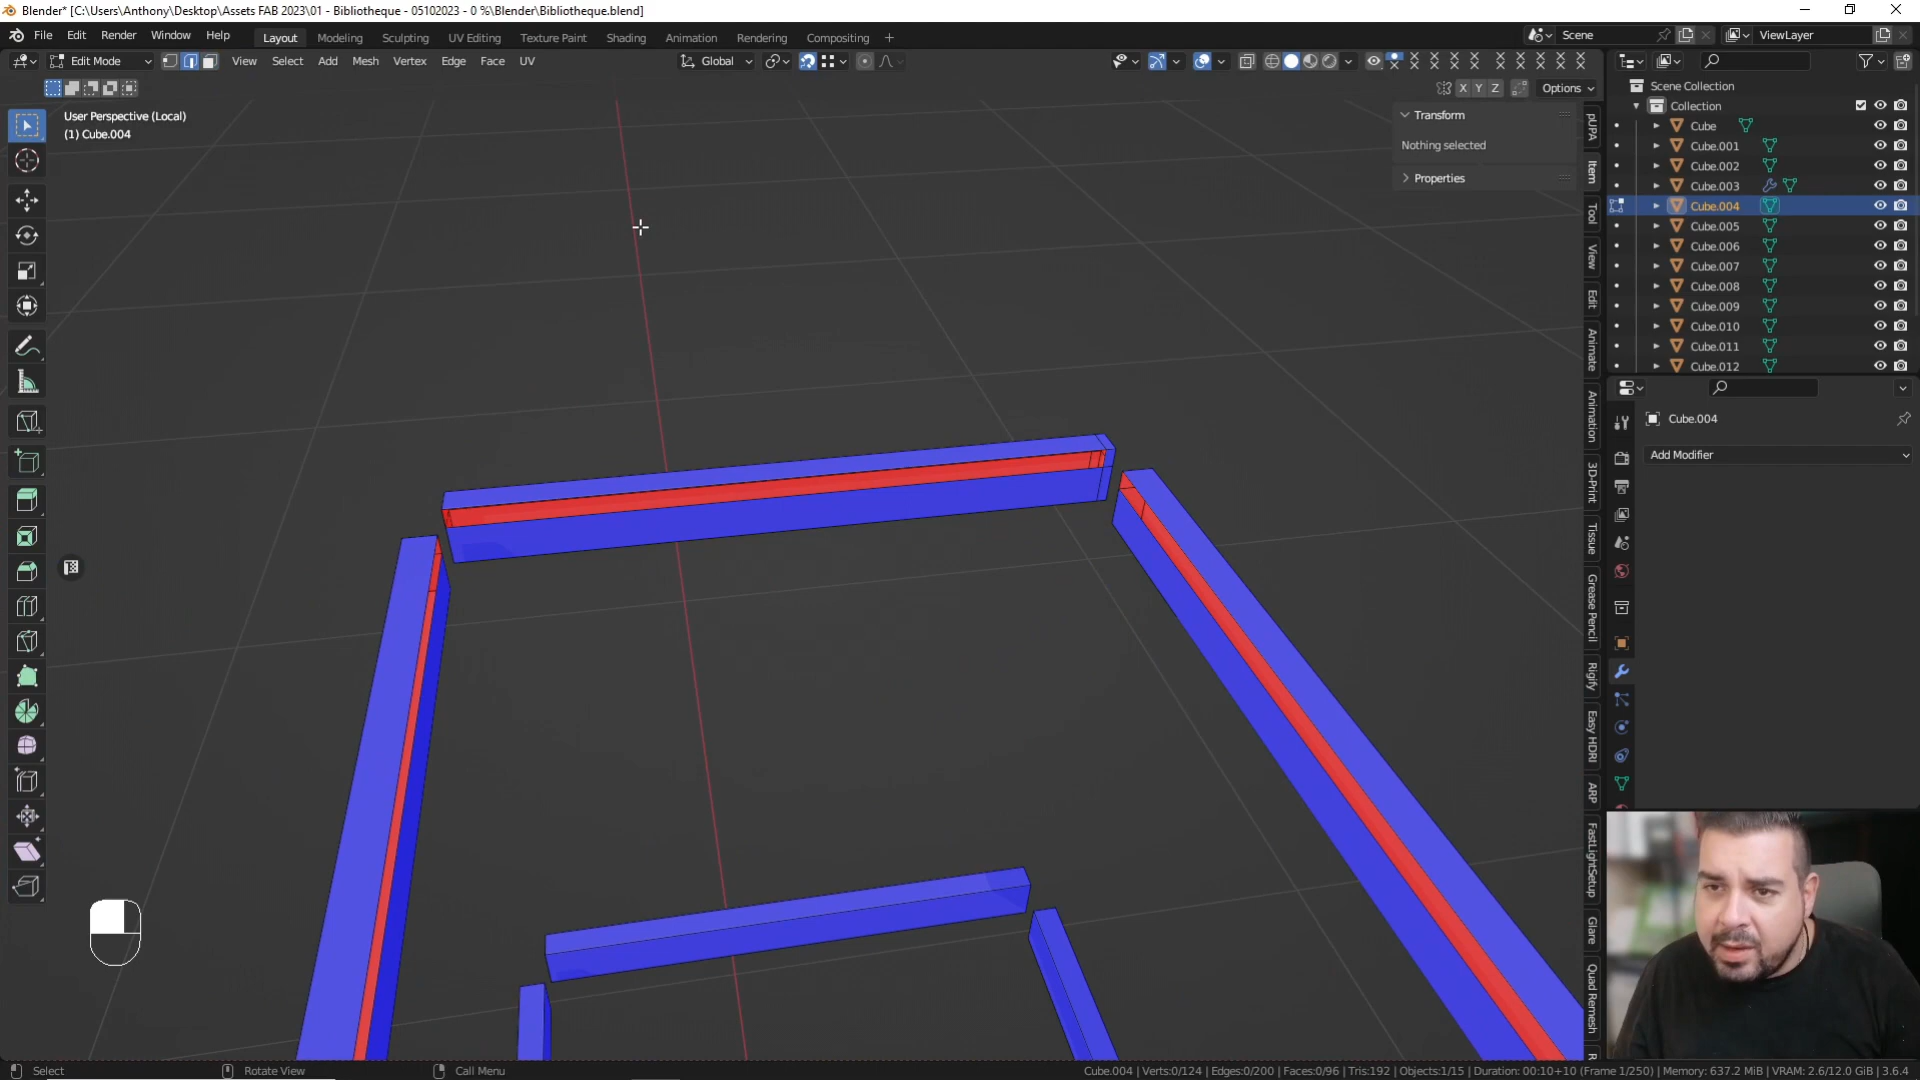 Blender* [C:\Users\Anthony\Desktop\Assets FAB 2023\01 - Bibliotheque - 05102023 - 0 %\Blender\Bibliotheque.blend]
File Edit Render Window Help Layout Modeling Sculpting UV Editing Texture Paint Shading Animation Rendering Compositing + Scene ViewLayer
Edit Mode View Select Add Mesh Vertex Edge Face UV Global
X Y Z Options
User Perspective (Local)
(1) Cube.004
Transform
Nothing selected
Properties
pUPA
Item
Tool
View
Edit
Animate
Animation
3D-Print
Tissue
Grease Pencil
Rigify
Easy HDRI
ARP
FastLightSetup
Glare
Quad Remesh
R
Scene Collection
Collection
Cube
Cube.001
Cube.002
Cube.003
Cube.004
Cube.005
Cube.006
Cube.007
Cube.008
Cube.009
Cube.010
Cube.011
Cube.012
Cube.004
Add Modifier
Select Rotate View Call Menu Cube.004 | Verts:0/124 | Edges:0/200 | Faces:0/96 | Tris:192 | Objects:1/15 | Duration: 00:10+10 (Frame 1/250) | Memory: 637.2 MiB | VRAM: 2.6/12.0 GiB | 3.6.4